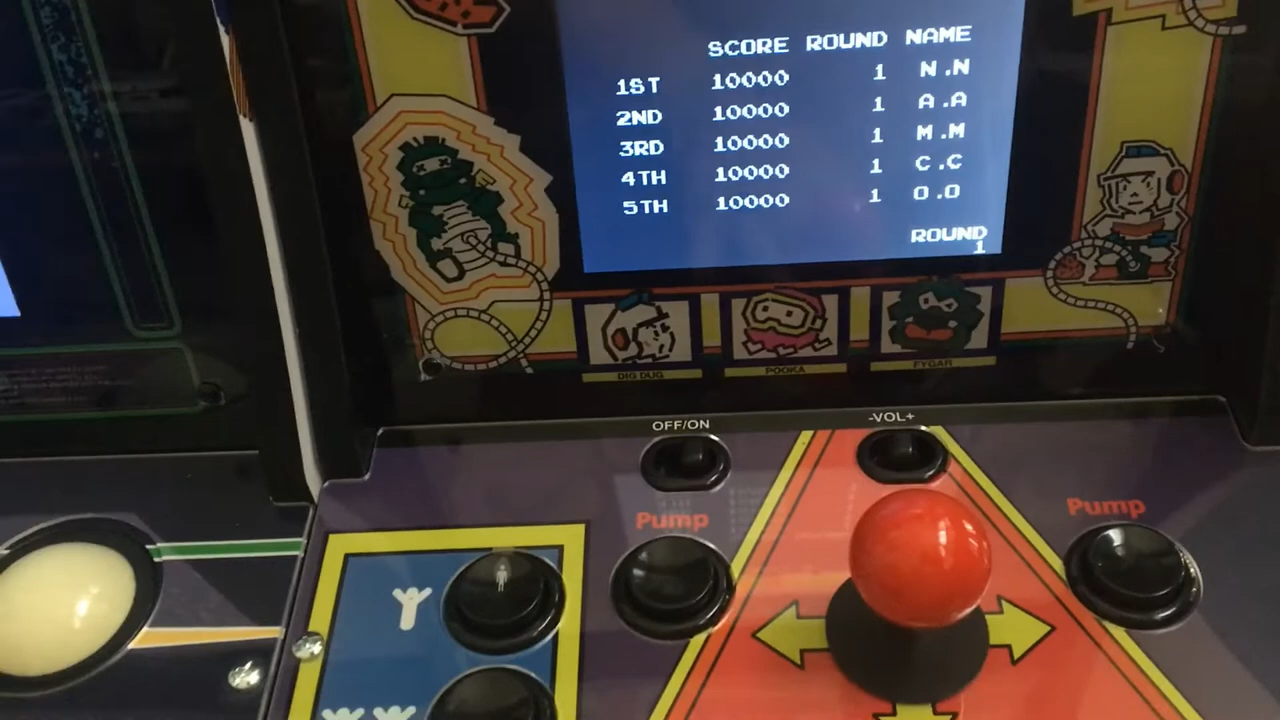 SCORE ROUND NAME
1ST 10000 1 N.N
2ND 10000 1 A.A
3RD 10000 1 M.M
4TH 10000 1 C.C
5TH 10000 1 O.O
ROUND
1
DIG DUG POOKA FYGAR
OFF/ON -VOL+
Pump Pump